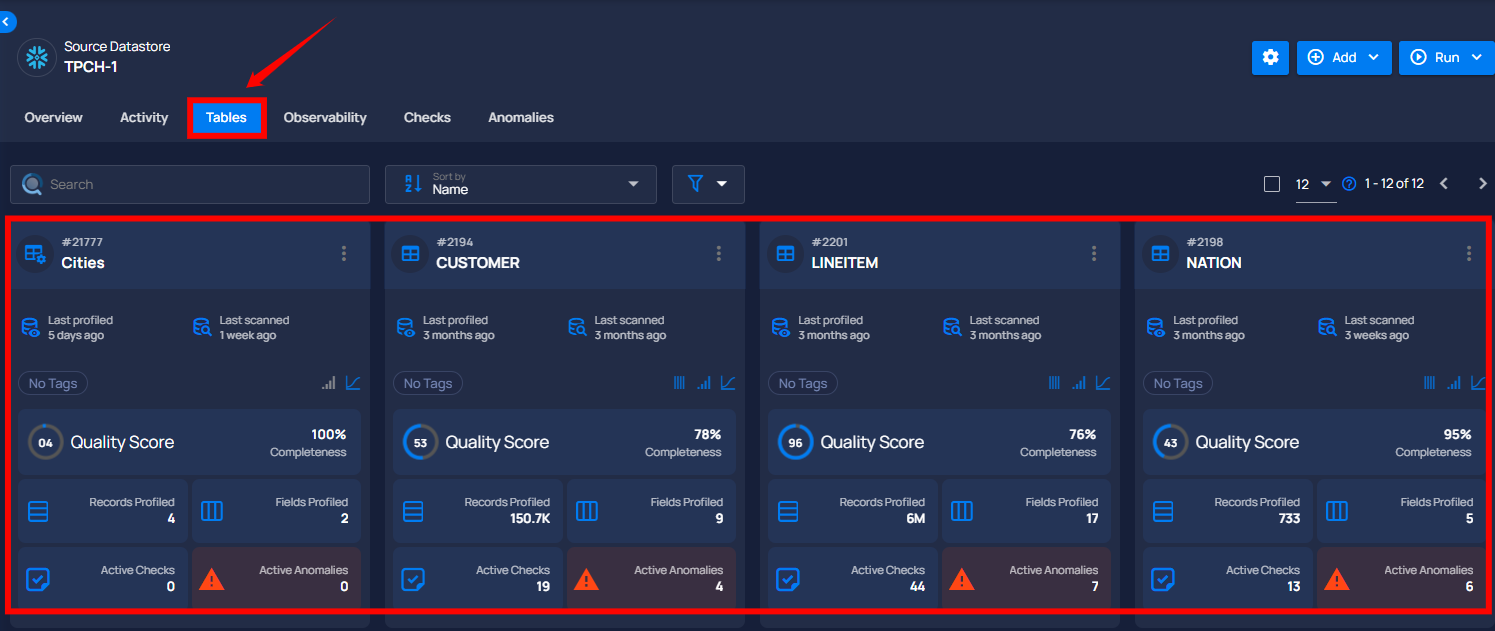 Source Datastore
TPCH-1
Add
Run
Overview
Activity
Tables
Observability
Checks
Anomalies
Search
Sort by
Name
12
1 - 12 of 12
#21777
Cities
Last profiled
5 days ago
Last scanned
1 week ago
No Tags
04
Quality Score
100%
Completeness
Records Profiled
4
Fields Profiled
2
Active Checks
0
Active Anomalies
0
#2194
CUSTOMER
Last profiled
3 months ago
Last scanned
3 months ago
No Tags
53
Quality Score
78%
Completeness
Records Profiled
150.7K
Fields Profiled
9
Active Checks
19
Active Anomalies
4
#2201
LINEITEM
Last profiled
3 months ago
Last scanned
3 months ago
No Tags
96
Quality Score
76%
Completeness
Records Profiled
6M
Fields Profiled
17
Active Checks
44
Active Anomalies
7
#2198
NATION
Last profiled
3 months ago
Last scanned
3 weeks ago
No Tags
43
Quality Score
95%
Completeness
Records Profiled
733
Fields Profiled
5
Active Checks
13
Active Anomalies
6